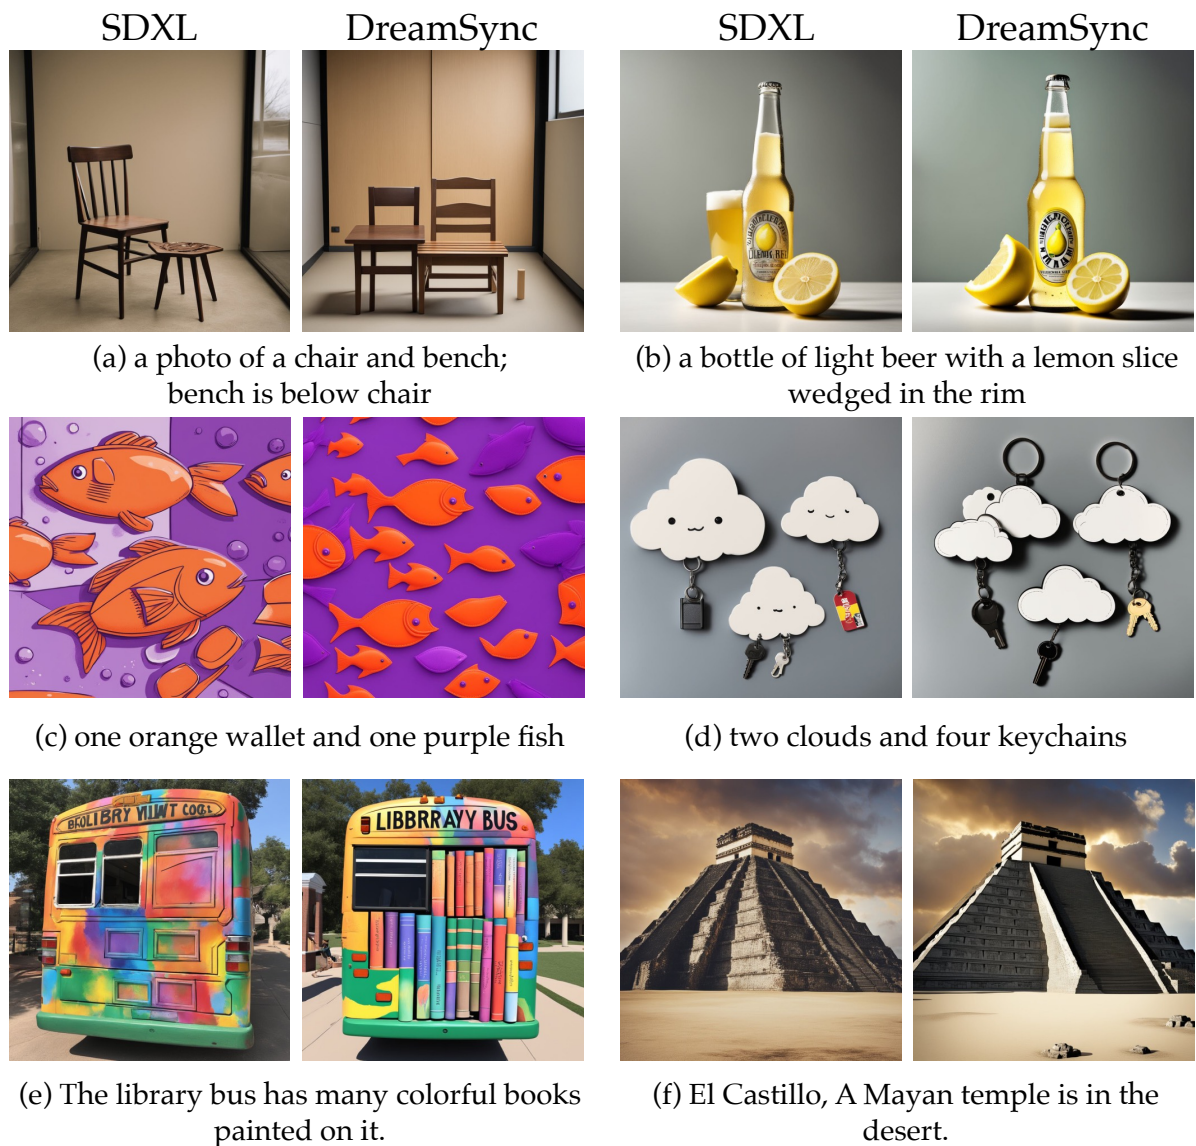 SDXL
DreamSync
SDXL
DreamSync
(a) a photo of a chair and bench;
bench is below chair
(b) a bottle of light beer with a lemon slice
wedged in the rim
(c) one orange wallet and one purple fish
(d) two clouds and four keychains
LIBBRRAYY BUS
(e) The library bus has many colorful books
painted on it.
(f) El Castillo, A Mayan temple is in the
desert.